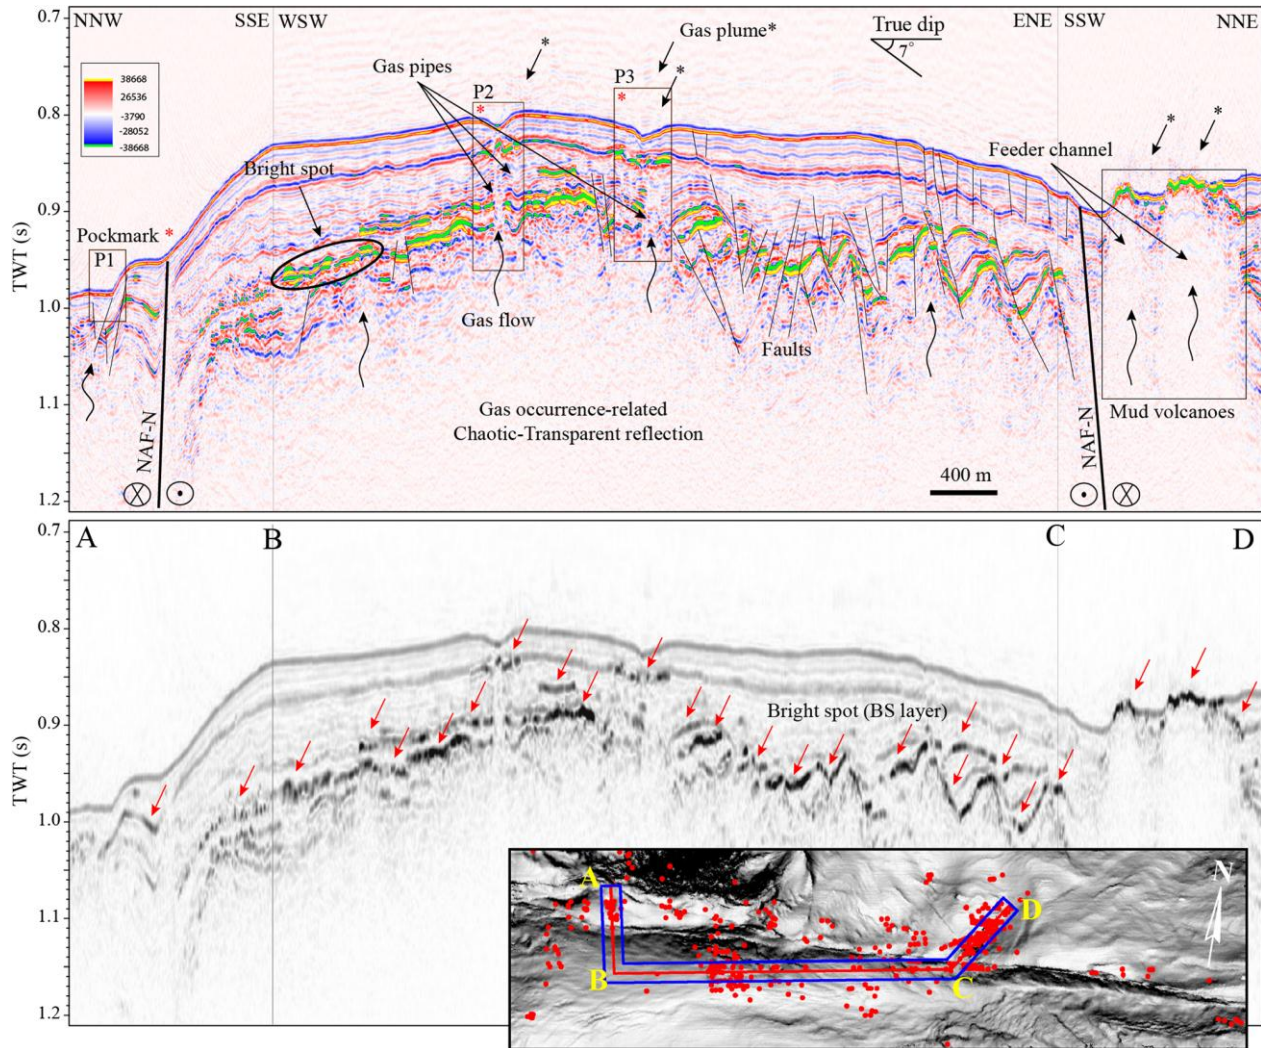 NNW SSE WSW ENE SSW NNE
True dip
7°
Gas plume*
*
*
*
*
Gas pipes
38668
26536
-3790
-28052
-38668
P2
*
P3
*
Feeder channel
Bright spot
Pockmark *
P1
Gas flow
Faults
Mud volcanoes
Gas occurrence-related
Chaotic-Transparent reflection
NAF-N
NAF-N
400 m
TWT (s)
0.7
0.8
0.9
1.0
1.1
1.2
A B C D
Bright spot (BS layer)
TWT (s)
0.7
0.8
0.9
1.0
1.1
1.2
A
B
C
D
N